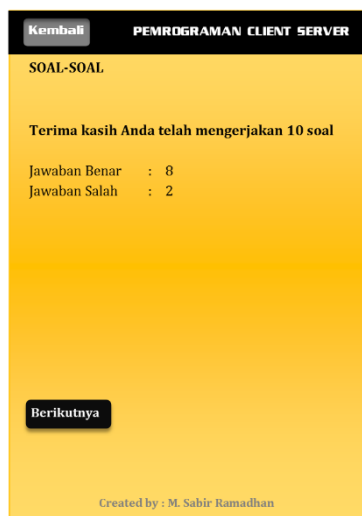 Kembali PEMROGRAMAN CLIENT SERVER
SOAL-SOAL
Terima kasih Anda telah mengerjakan 10 soal
Jawaban Benar : 8
Jawaban Salah : 2
Berikutnya
Created by : M. Sabir Ramadhan